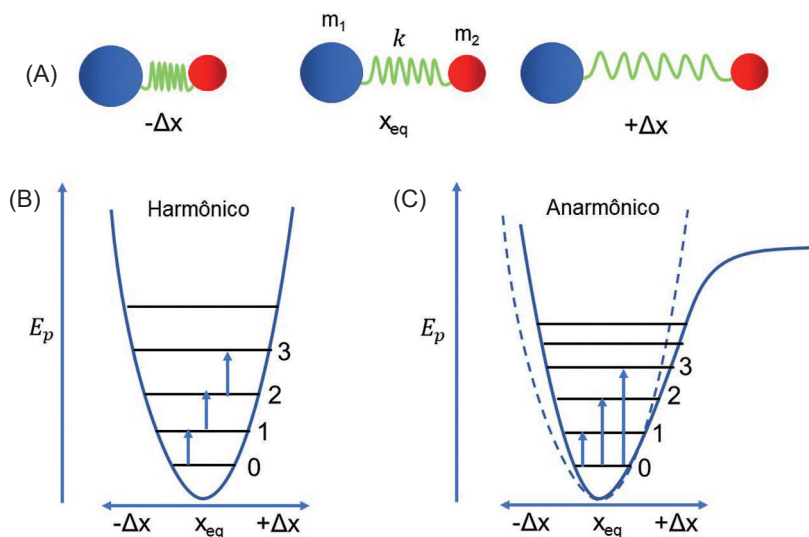 (A)
m₁
k
m₂
-Δx
xeq
+Δx
(B)
Harmônico
Ep
3
2
1
0
-Δx
xeq
+Δx
(C)
Anarmônico
Ep
3
2
1
0
-Δx
xeq
+Δx